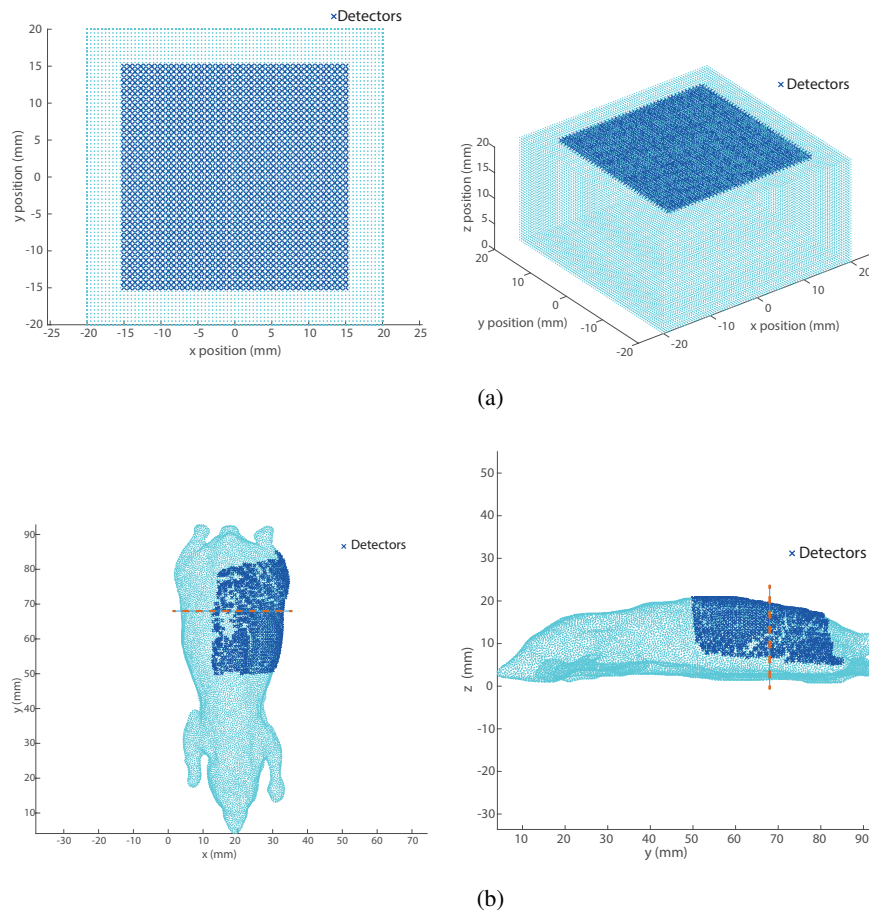 ×Detectors
20
15
10
5
0
-5
-10
-15
-20
y position (mm)
-25 -20 -15 -10 -5 0 5 10 15 20 25
x position (mm)
× Detectors
20
15
10
5
0
z position (mm)
20
10
0
-10
-20
y position (mm)
-20
-10
0
10
20
x position (mm)
(a)
90
80
70
60
50
40
30
20
10
y (mm)
-30 -20 -10 0 10 20 30 40 50 60 70
x (mm)
× Detectors
50
40
30
20
10
0
-10
-20
-30
z (mm)
10 20 30 40 50 60 70 80 90
y (mm)
× Detectors
(b)